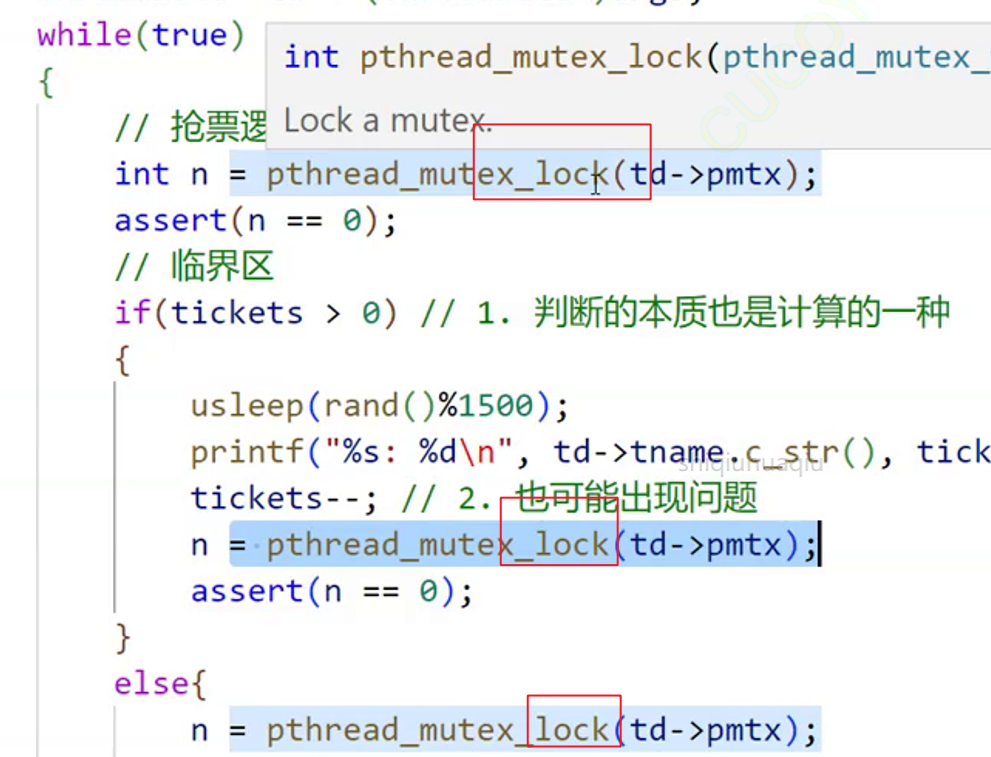 while(true)
int pthread_mutex_lock(pthread_mutex_
Lock a mutex.
{
// 抢票逻
int n = pthread_mutex_lock(td->pmtx);
assert(n == 0);
// 临界区
if(tickets > 0) // 1. 判断的本质也是计算的一种
{
usleep(rand()%1500);
printf("%s: %d\n", td->tname.c_str(), tick
shiqiuhuaqiu
tickets--; // 2. 也可能出现问题
n = pthread_mutex_lock(td->pmtx);
assert(n == 0);
}
else{
n = pthread_mutex_lock(td->pmtx);